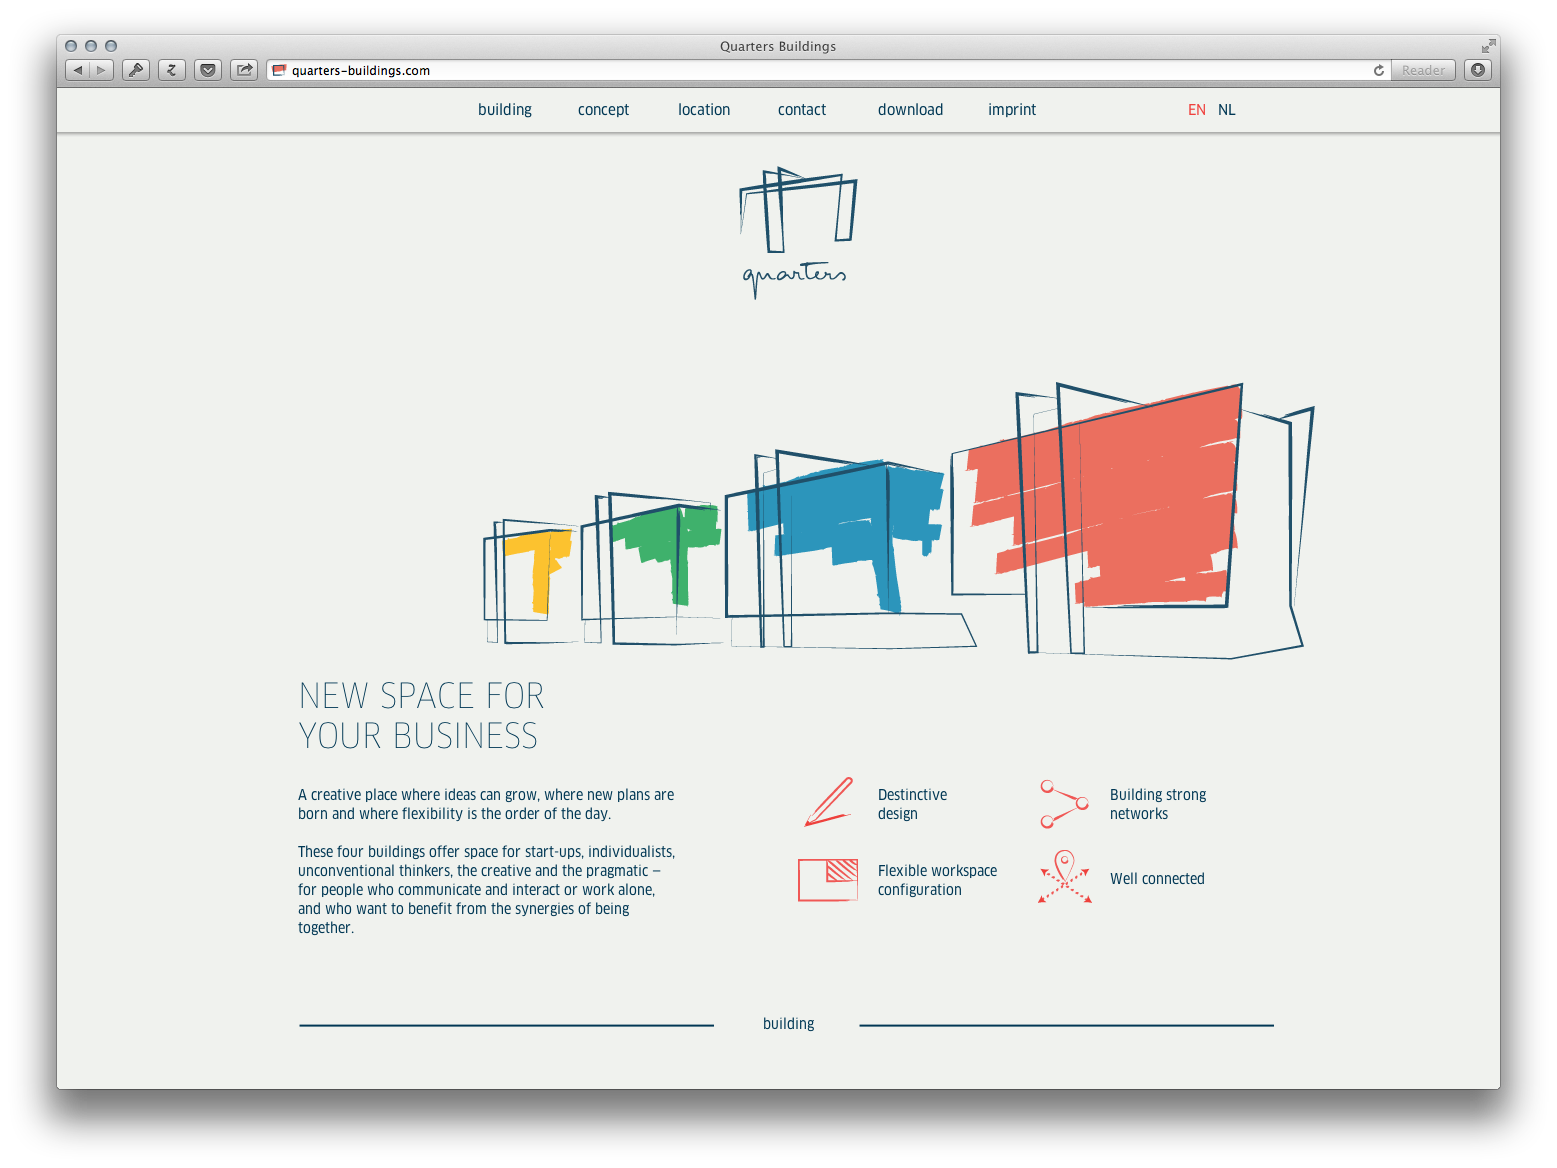 Quarters Buildings
quarters-buildings.com
Reader
building concept location contact download imprint EN NL
quarters
NEW SPACE FOR
YOUR BUSINESS
A creative place where ideas can grow, where new plans are
born and where flexibility is the order of the day.
These four buildings offer space for start-ups, individualists,
unconventional thinkers, the creative and the pragmatic –
for people who communicate and interact or work alone,
and who want to benefit from the synergies of being
together.
Destinctive
design
Building strong
networks
Flexible workspace
configuration
Well connected
building